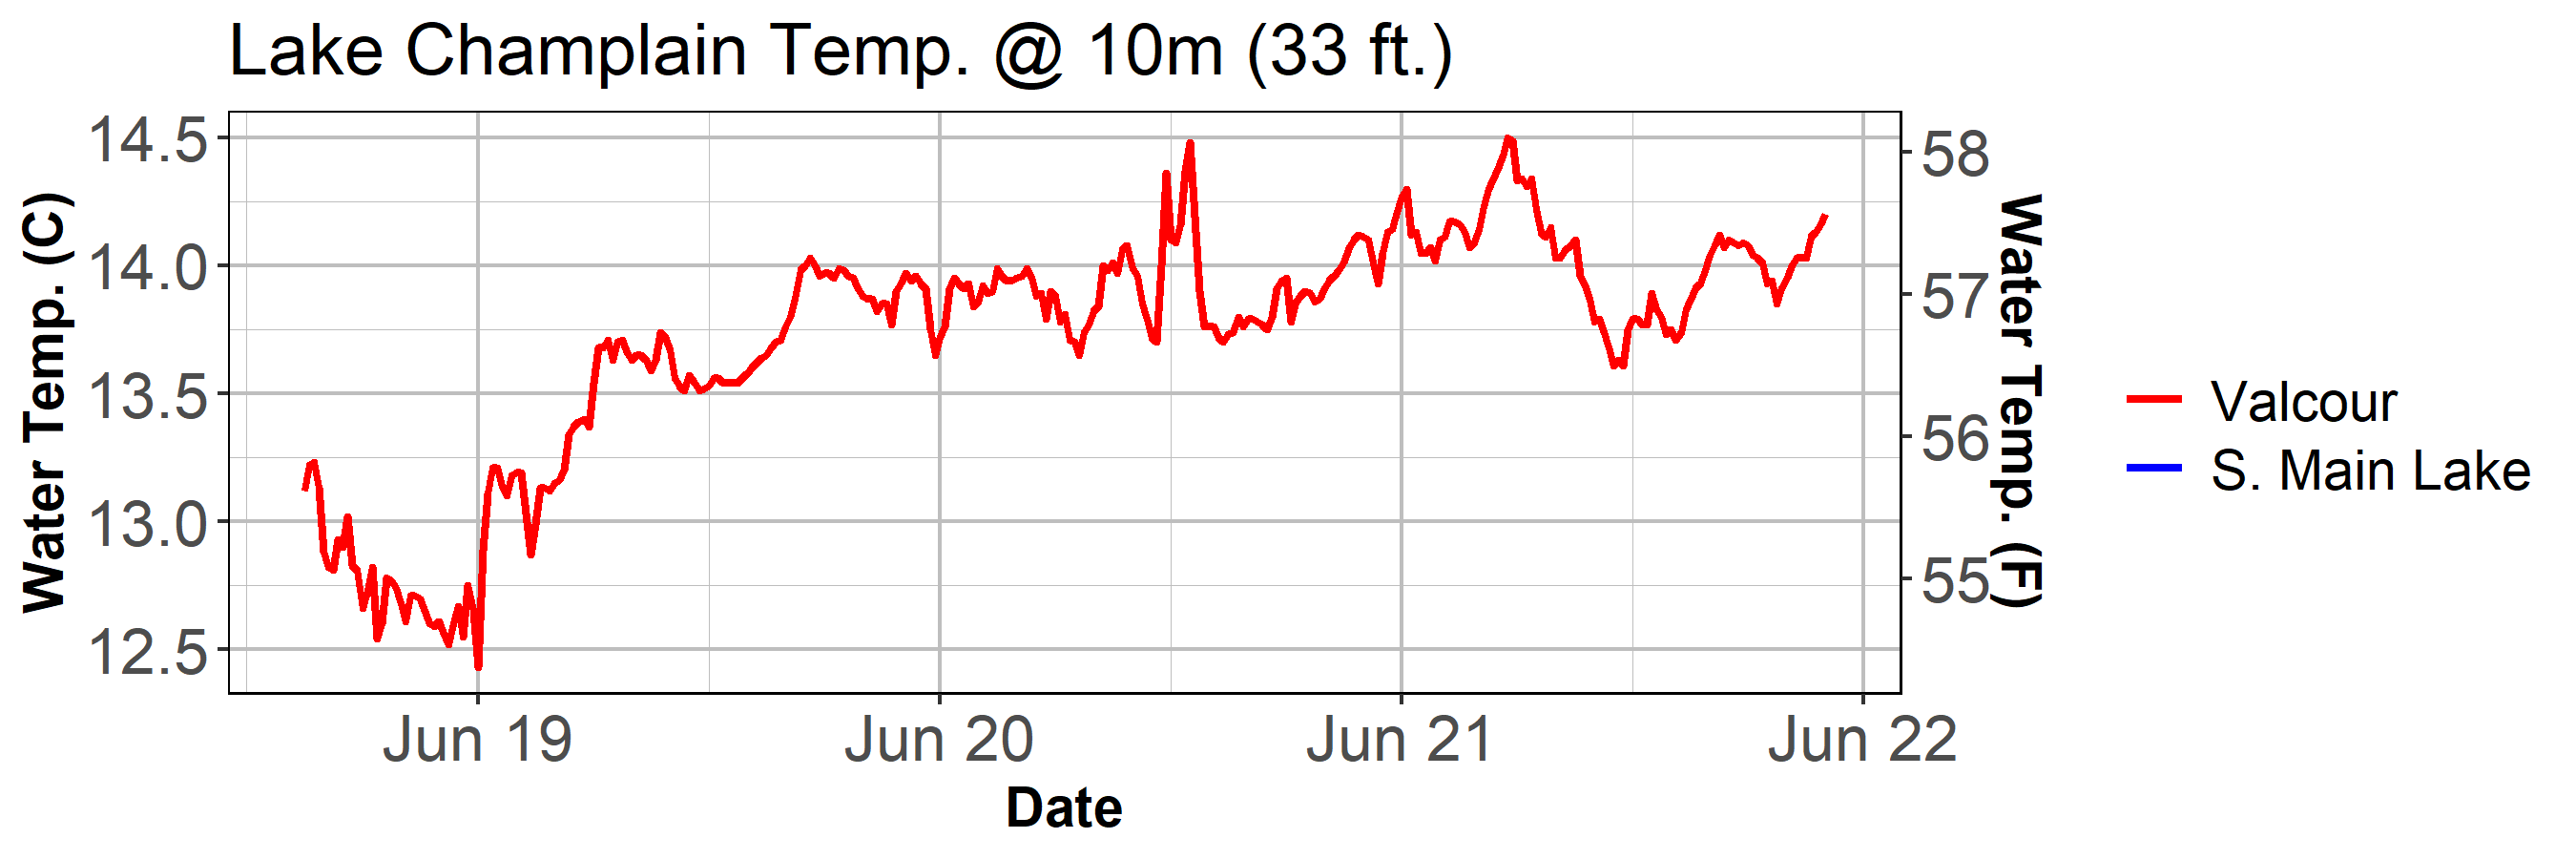 Lake Champlain Temp. @ 10m (33 ft.)
Water Temp. (C)
14.5
14.0
13.5
13.0
12.5
58
57
56
55
Water Temp. (F)
Jun 19
Jun 20
Jun 21
Jun 22
Date
Valcour
S. Main Lake